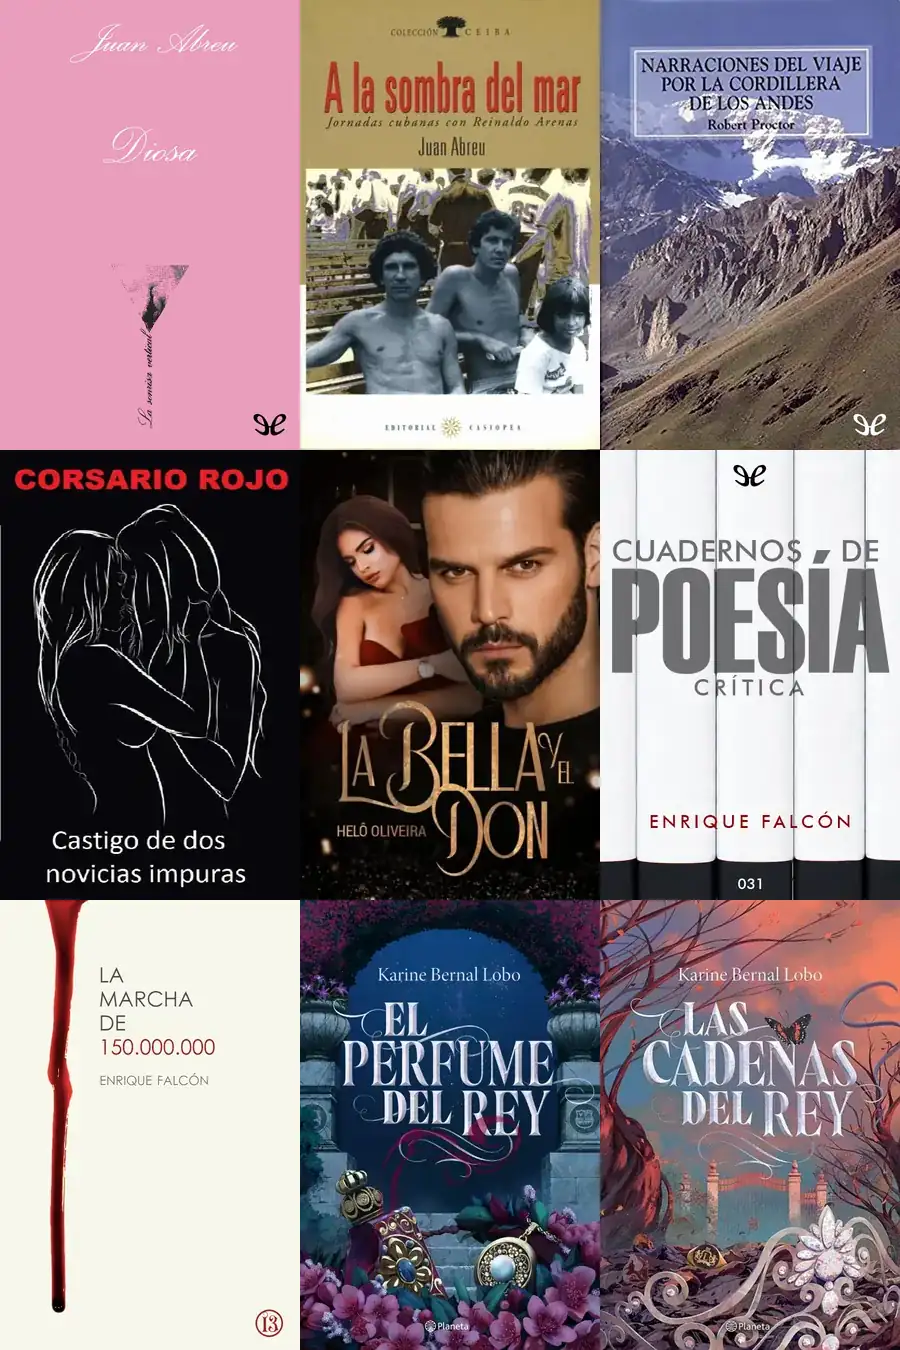 Juan Abreu
Diosa
La sonrisa vertical
COLECCIÓN CEIBA
A la sombra del mar
Jornadas cubanas con Reinaldo Arenas
Juan Abreu
85
EDITORIAL CASIOPEA
NARRACIONES DEL VIAJE
POR LA CORDILLERA
DE LOS ANDES
Robert Proctor
CORSARIO ROJO
Castigo de dos
novicias impuras
LA BELLA Y EL
DON
HELÔ OLIVEIRA
CUADERNOS DE
POESÍA
CRÍTICA
ENRIQUE FALCÓN
031
LA
MARCHA
DE
150.000.000
ENRIQUE FALCÓN
13
Karine Bernal Lobo
EL
PERFUME
DEL REY
Planeta
Karine Bernal Lobo
LAS
CADENAS
DEL REY
Planeta